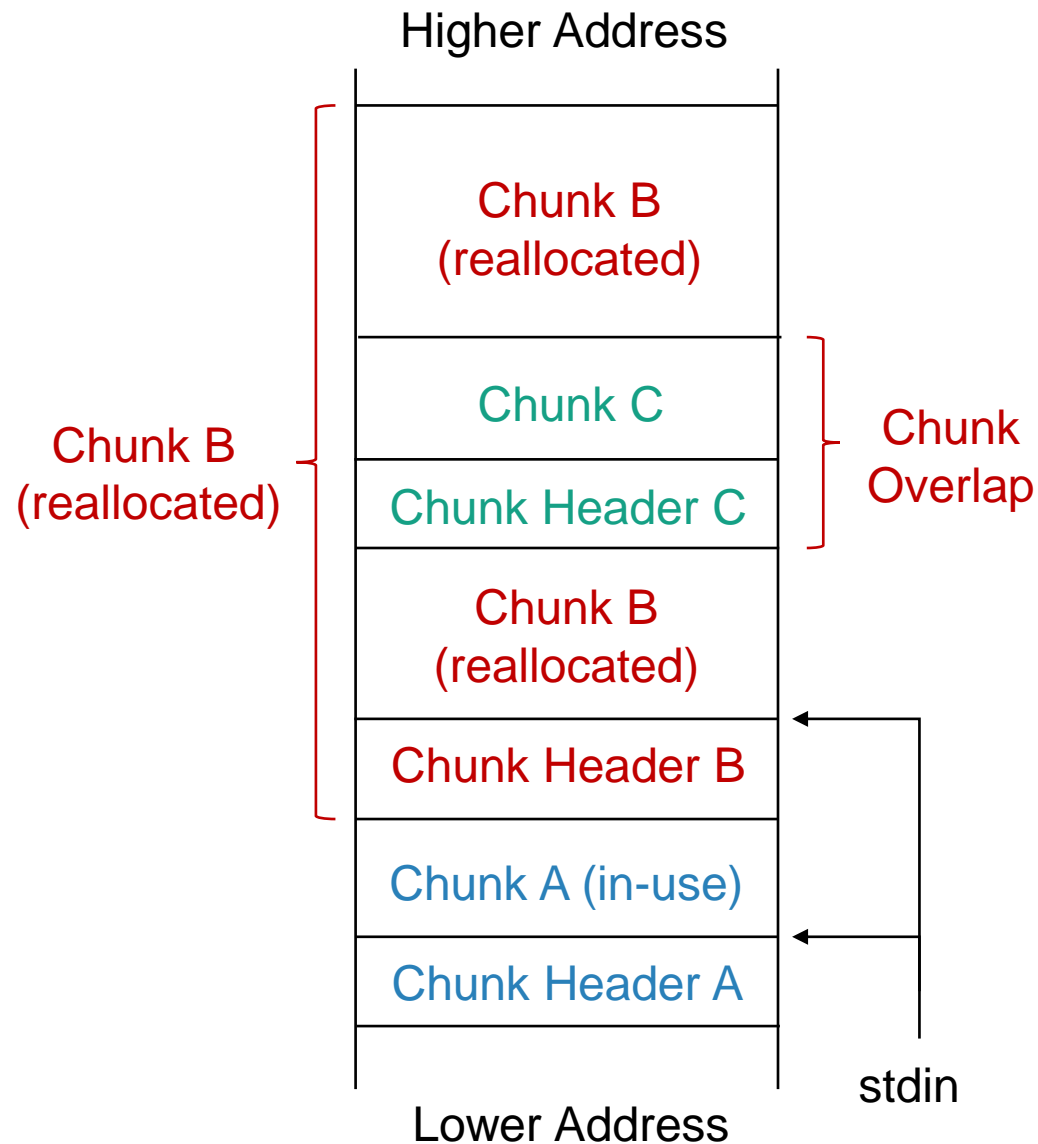 Higher Address
Chunk B
(reallocated)
Chunk C
Chunk
Overlap
Chunk B
(reallocated)
Chunk Header C
Chunk B
(reallocated)
Chunk Header B
Chunk A (in-use)
Chunk Header A
stdin
Lower Address